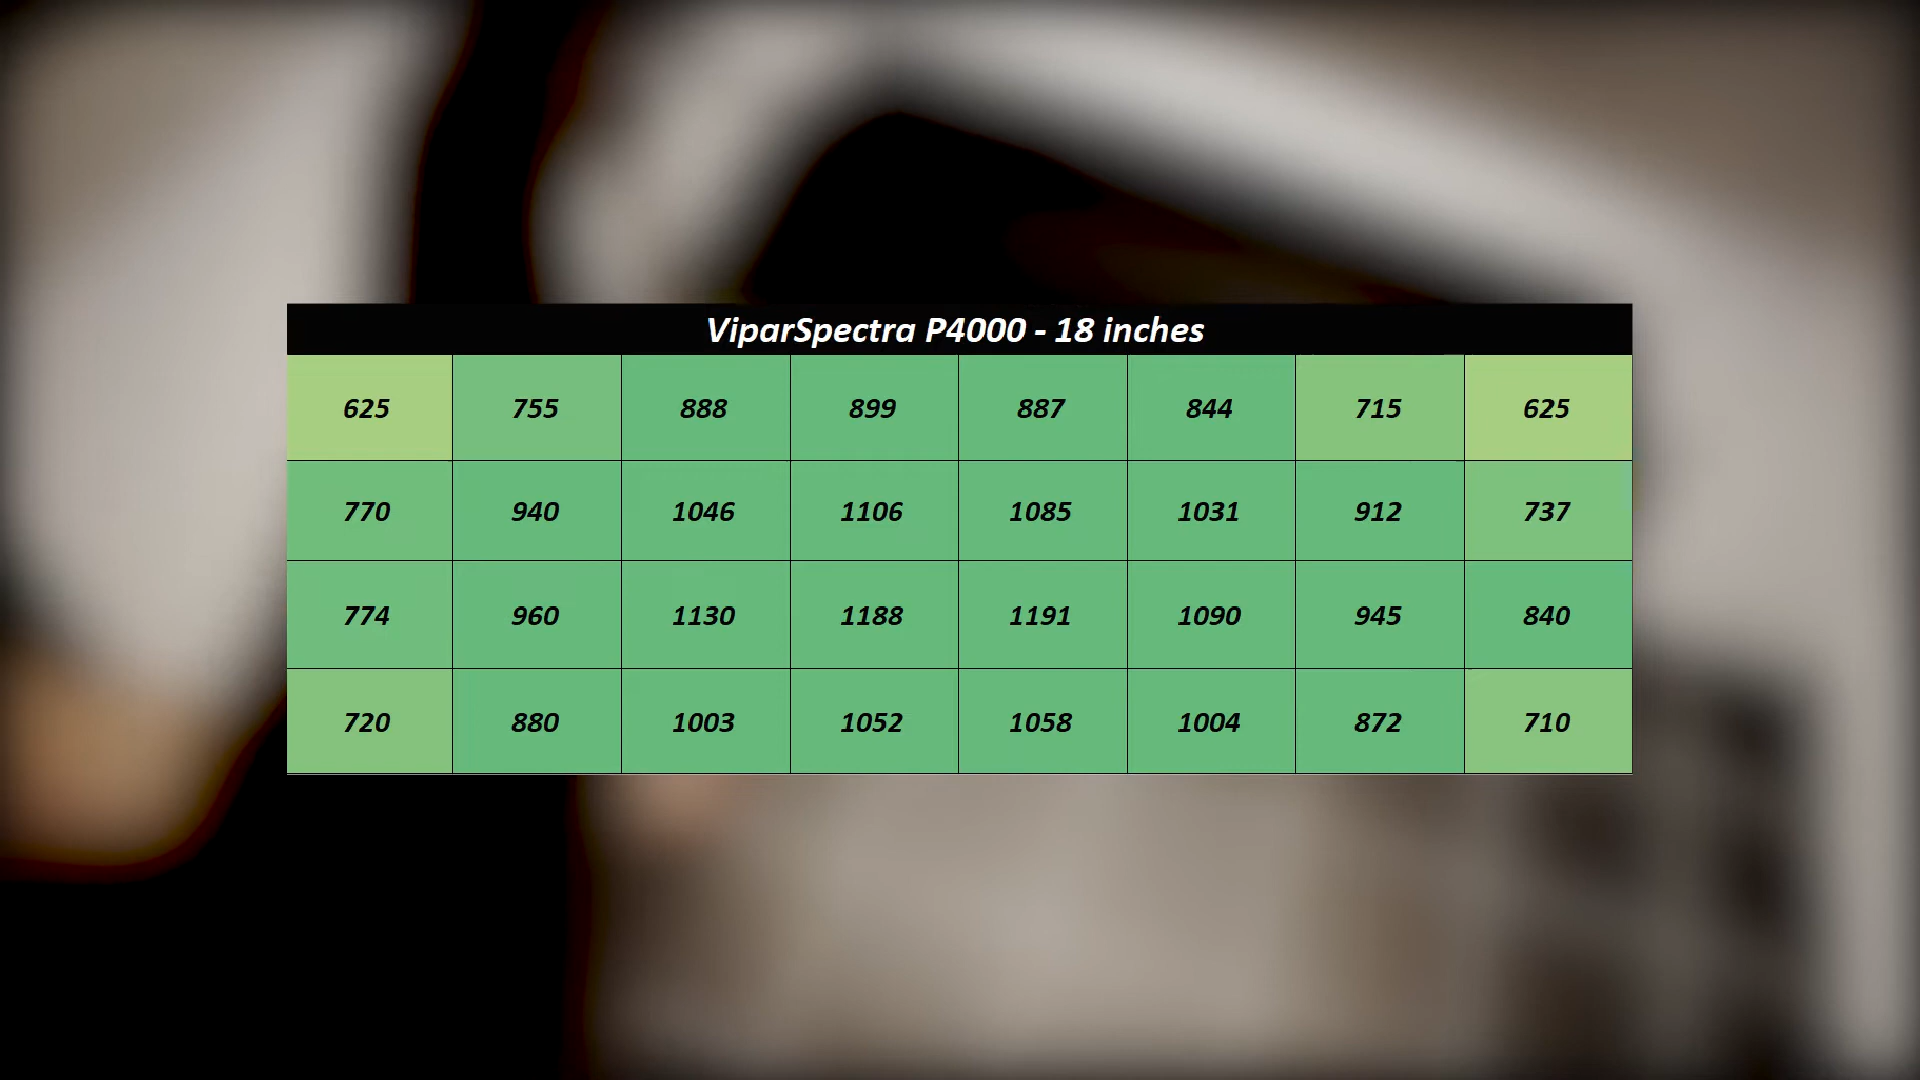 ViparSpectra P4000 - 18 inches
625 755 888 899 887 844 715 625
770 940 1046 1106 1085 1031 912 737
774 960 1130 1188 1191 1090 945 840
720 880 1003 1052 1058 1004 872 710